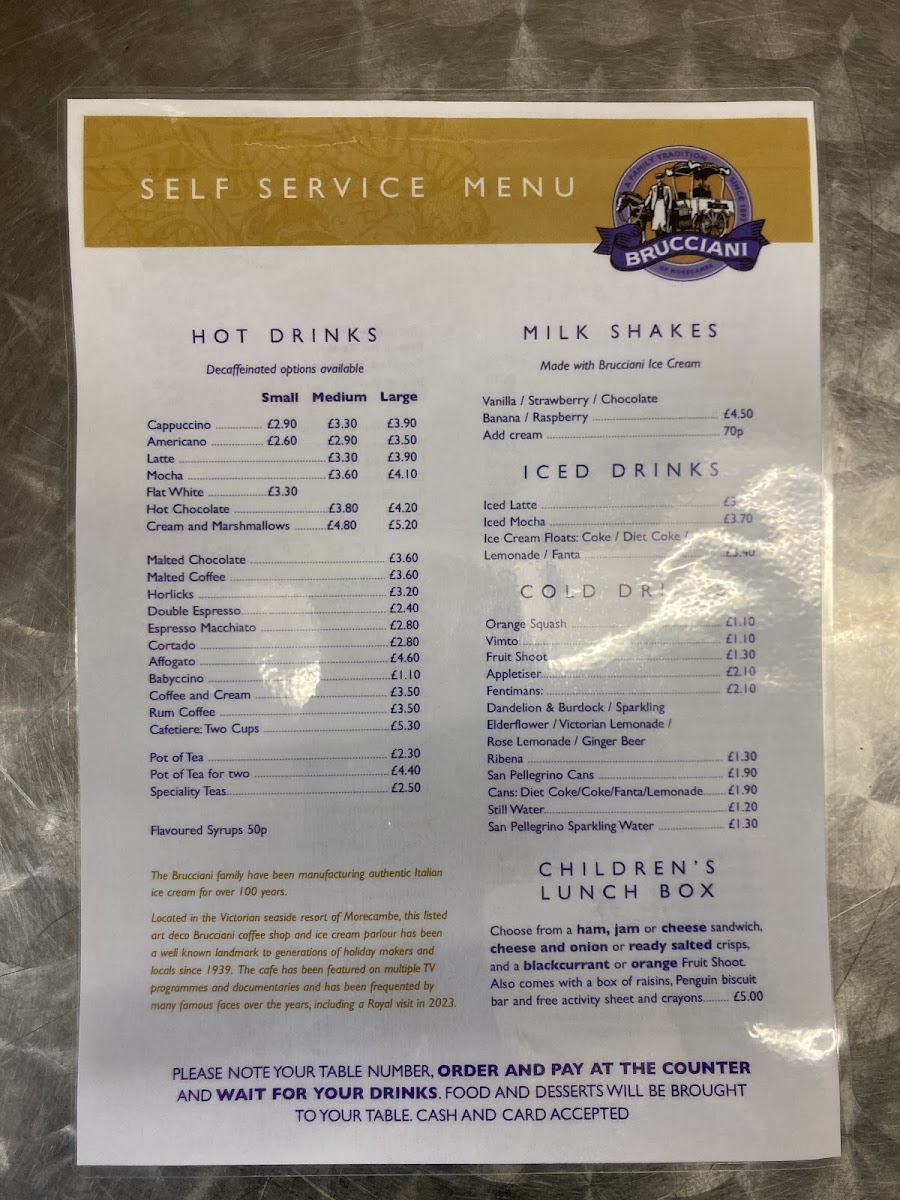 SELF SERVICE MENU
A FAMILY TRADITION SINCE 1893
BRUCCIANI
OF MORECAMBE
HOT DRINKS
Decaffeinated options available
Small Medium Large
Cappuccino £2.90 £3.30 £3.90
Americano £2.60 £2.90 £3.50
Latte £3.30 £3.90
Mocha £3.60 £4.10
Flat White £3.30
Hot Chocolate £3.80 £4.20
Cream and Marshmallows £4.80 £5.20
Malted Chocolate £3.60
Malted Coffee £3.60
Horlicks £3.20
Double Espresso £2.40
Espresso Macchiato £2.80
Cortado £2.80
Affogato £4.60
Babyccino £1.10
Coffee and Cream £3.50
Rum Coffee £3.50
Cafetiere: Two Cups £5.30
Pot of Tea £2.30
Pot of Tea for two £4.40
Speciality Teas £2.50
Flavoured Syrups 50p
The Brucciani family have been manufacturing authentic Italian
ice cream for over 100 years.
Located in the Victorian seaside resort of Morecambe, this listed
art deco Brucciani coffee shop and ice cream parlour has been
a well known landmark to generations of holiday makers and
locals since 1939. The cafe has been featured on multiple TV
programmes and documentaries and has been frequented by
many famous faces over the years, including a Royal visit in 2023.
MILK SHAKES
Made with Brucciani Ice Cream
Vanilla / Strawberry / Chocolate
Banana / Raspberry £4.50
Add cream 70p
ICED DRINKS
Iced Latte
Iced Mocha £3.70
Ice Cream Floats: Coke / Diet Coke /
Lemonade / Fanta £3.40
COLD
Orange Squash £1.10
Vimto £1.10
Fruit Shoot £1.30
Appletiser £2.10
Fentimans: £2.10
Dandelion & Burdock / Sparkling
Elderflower / Victorian Lemonade /
Rose Lemonade / Ginger Beer
Ribena £1.30
San Pellegrino Cans £1.90
Cans: Diet Coke/Coke/Fanta/Lemonade £1.90
Still Water £1.20
San Pellegrino Sparkling Water £1.30
CHILDREN'S
LUNCH BOX
Choose from a ham, jam or cheese sandwich,
cheese and onion or ready salted crisps,
and a blackcurrant or orange Fruit Shoot.
Also comes with a box of raisins, Penguin biscuit
bar and free activity sheet and crayons £5.00
PLEASE NOTE YOUR TABLE NUMBER, ORDER AND PAY AT THE COUNTER
AND WAIT FOR YOUR DRINKS. FOOD AND DESSERTS WILL BE BROUGHT
TO YOUR TABLE. CASH AND CARD ACCEPTED